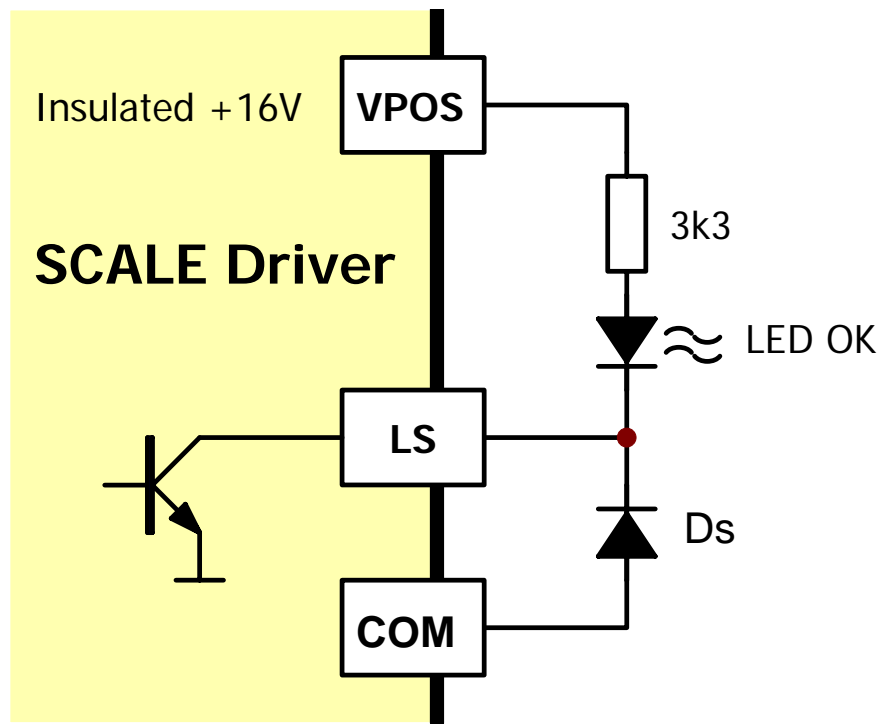 Insulated +16V
VPOS
3k3
SCALE Driver
LED OK
LS
Ds
COM